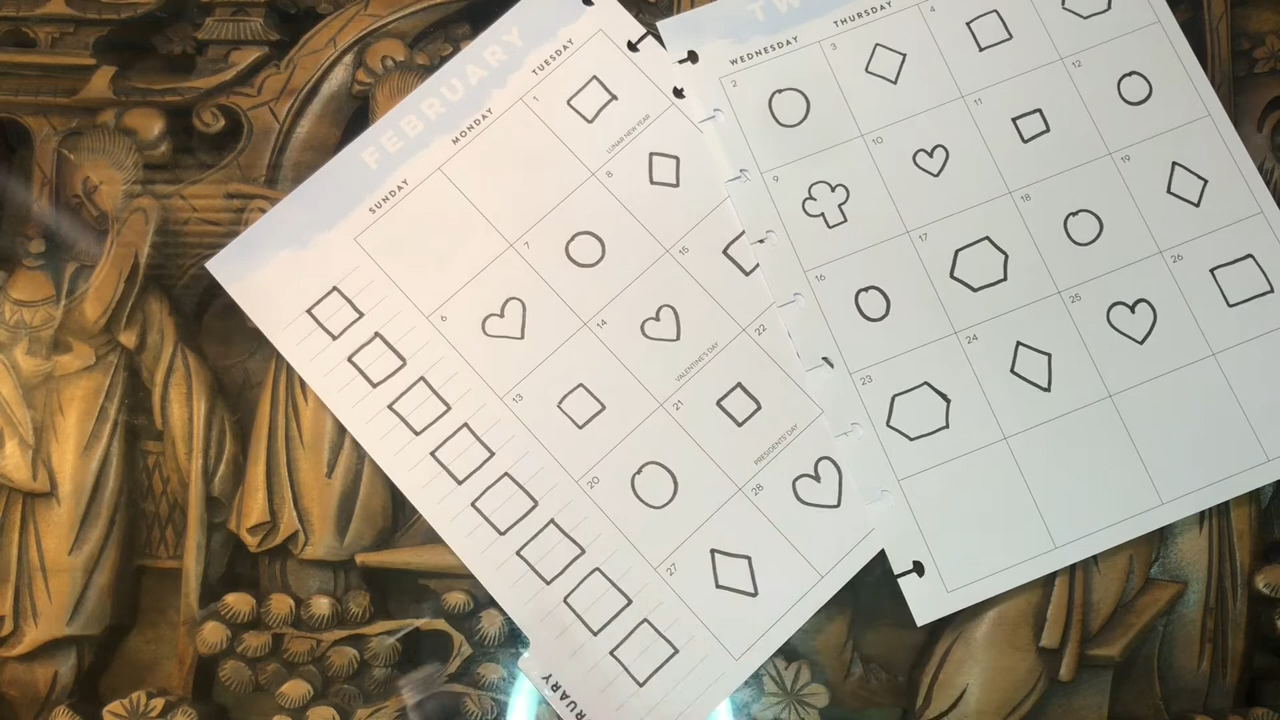 FEBRUARY
SUNDAY MONDAY TUESDAY
1
LUNAR NEW YEAR
6 7 8
13 14 15
VALENTINE'S DAY
20 21 22
PRESIDENTS' DAY
27 28
RUARY
TW
WEDNESDAY THURSDAY
2 3 4
9 10 11 12
16 17 18 19
23 24 25 26